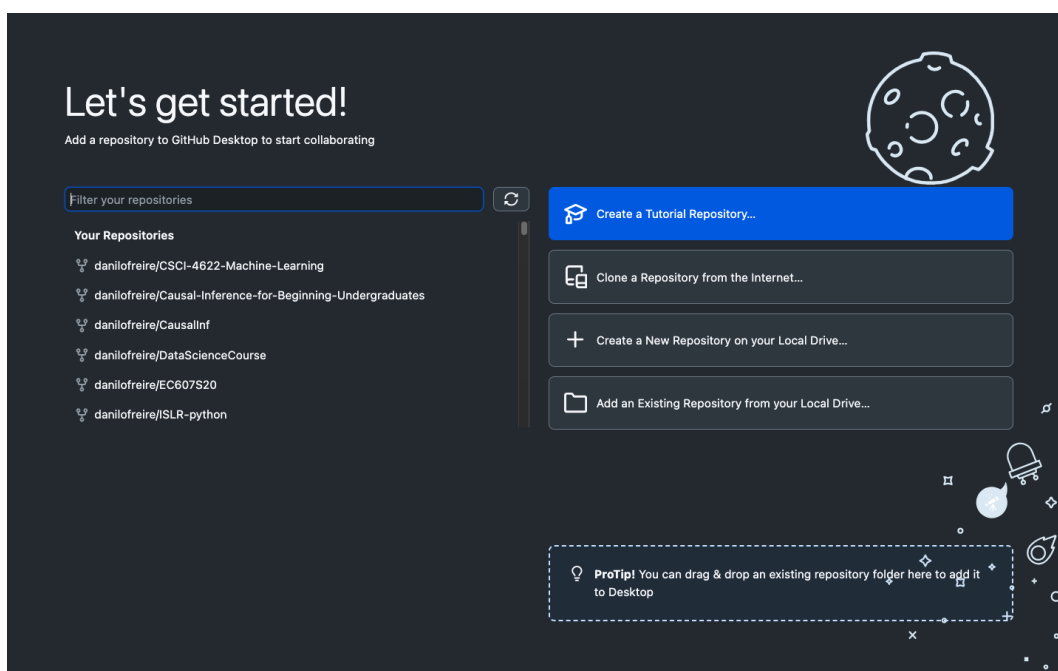 Let's get started!
Add a repository to GitHub Desktop to start collaborating
Filter your repositories
Your Repositories
danilofreire/CSCI-4622-Machine-Learning
danilofreire/Causal-Inference-for-Beginning-Undergraduates
danilofreire/CausalInf
danilofreire/DataScienceCourse
danilofreire/EC607S20
danilofreire/ISLR-python
Create a Tutorial Repository...
Clone a Repository from the Internet...
Create a New Repository on your Local Drive...
Add an Existing Repository from your Local Drive...
ProTip! You can drag & drop an existing repository folder here to add it
to Desktop